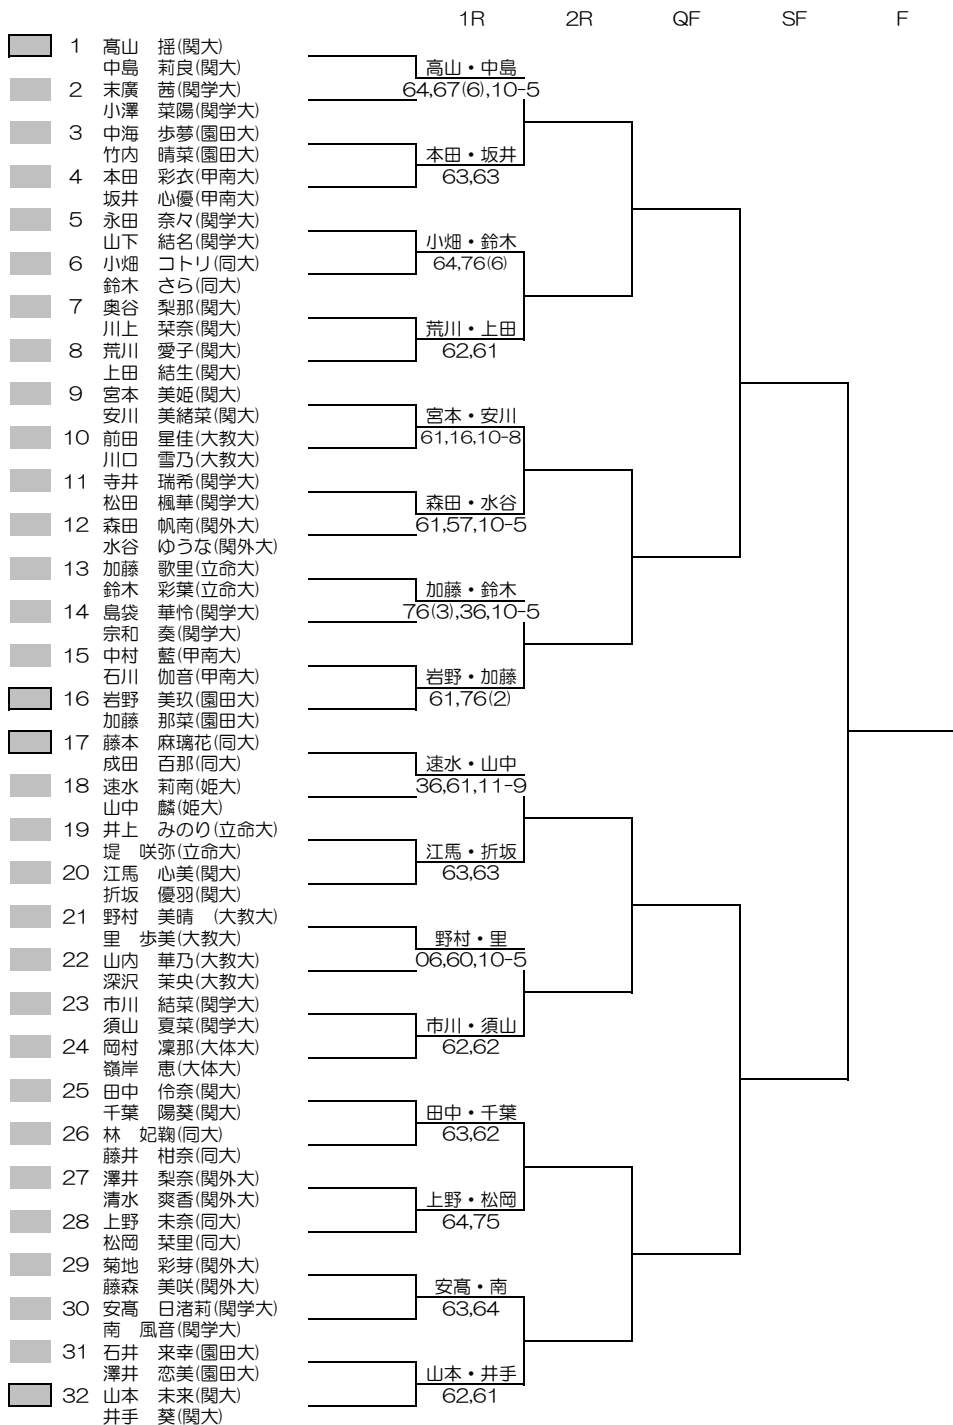 1R 2R QF SF F
1 髙山 揺(関大)
中島 莉良(関大) 高山・中島
2 末廣 茜(関学大) 64,67(6),10-5
小澤 菜陽(関学大)
3 中海 歩夢(園田大)
竹内 晴菜(園田大) 本田・坂井
4 本田 彩衣(甲南大) 63,63
坂井 心優(甲南大)
5 永田 奈々(関学大)
山下 結名(関学大) 小畑・鈴木
6 小畑 コトリ(同大) 64,76(6)
鈴木 さら(同大)
7 奥谷 梨那(関大)
川上 栞奈(関大) 荒川・上田
8 荒川 愛子(関大) 62,61
上田 結生(関大)
9 宮本 美姫(関大)
安川 美緒菜(関大) 宮本・安川
10 前田 星佳(大教大) 61,16,10-8
川口 雪乃(大教大)
11 寺井 瑞希(関学大)
松田 楓華(関学大) 森田・水谷
12 森田 帆南(関外大) 61,57,10-5
水谷 ゆうな(関外大)
13 加藤 歌里(立命大)
鈴木 彩葉(立命大) 加藤・鈴木
14 島袋 華怜(関学大) 76(3),36,10-5
宗和 奏(関学大)
15 中村 藍(甲南大)
石川 伽音(甲南大) 岩野・加藤
16 岩野 美玖(園田大) 61,76(2)
加藤 那菜(園田大)
17 藤本 麻璃花(同大)
成田 百那(同大) 速水・山中
18 速水 莉南(姫大) 36,61,11-9
山中 麟(姫大)
19 井上 みのり(立命大)
堤 咲弥(立命大) 江馬・折坂
20 江馬 心美(関大) 63,63
折坂 優羽(関大)
21 野村 美晴 (大教大)
里 歩美(大教大) 野村・里
22 山内 華乃(大教大) 06,60,10-5
深沢 茉央(大教大)
23 市川 結菜(関学大)
須山 夏菜(関学大) 市川・須山
24 岡村 凜那(大体大) 62,62
嶺岸 恵(大体大)
25 田中 伶奈(関大)
千葉 陽葵(関大) 田中・千葉
26 林 妃鞠(同大) 63,62
藤井 柑奈(同大)
27 澤井 梨奈(関外大)
清水 爽香(関外大) 上野・松岡
28 上野 未奈(同大) 64,75
松岡 栞里(同大)
29 菊地 彩芽(関外大)
藤森 美咲(関外大) 安髙・南
30 安髙 日渚莉(関学大) 63,64
南 風音(関学大)
31 石井 来幸(園田大)
澤井 恋美(園田大) 山本・井手
32 山本 未来(関大) 62,61
井手 葵(関大)